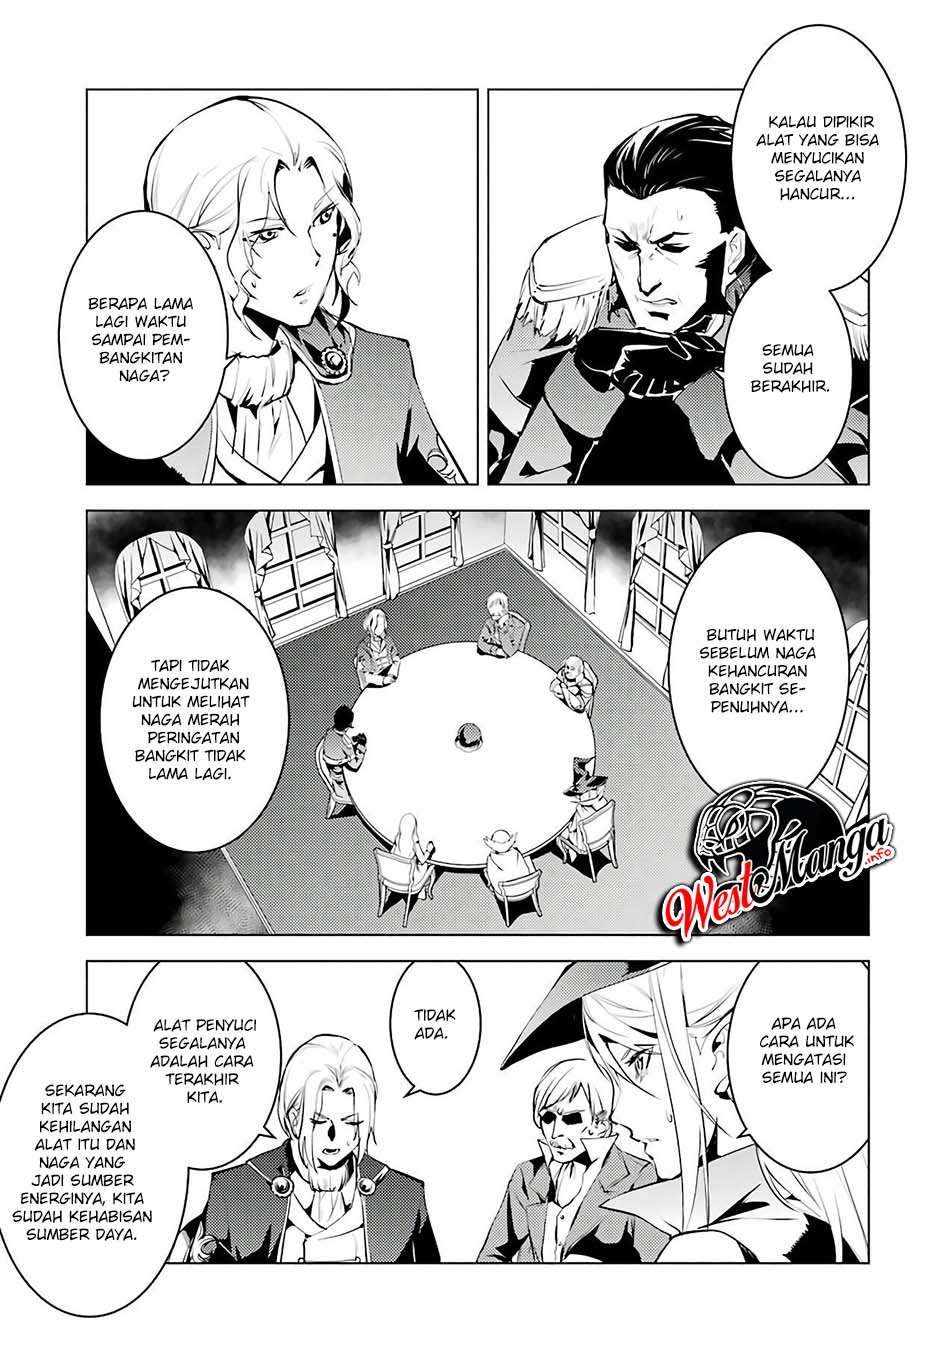 KALAU DIPIKIR
ALAT YANG BISA
MENYUCIKAN
SEGALANYA
HANCUR...
SEMUA
SUDAH
BERAKHIR.
BERAPA LAMA
LAGI WAKTU
SAMPAI PEM-
BANGKITAN
NAGA?
BUTUH WAKTU
SEBELUM NAGA
KEHANCURAN
BANGKIT SE-
PENUHNYA...
TAPI TIDAK
MENGEJUTKAN
UNTUK MELIHAT
NAGA MERAH
PERINGATAN
BANGKIT TIDAK
LAMA LAGI.
WestManga
.info
APA ADA
CARA UNTUK
MENGATASI
SEMUA INI?
TIDAK
ADA.
ALAT PENYUCI
SEGALANYA
ADALAH CARA
TERAKHIR
KITA.
SEKARANG
KITA SUDAH
KEHILANGAN
ALAT ITU DAN
NAGA YANG
JADI SUMBER
ENERGINYA, KITA
SUDAH KEHABISAN
SUMBER DAYA.